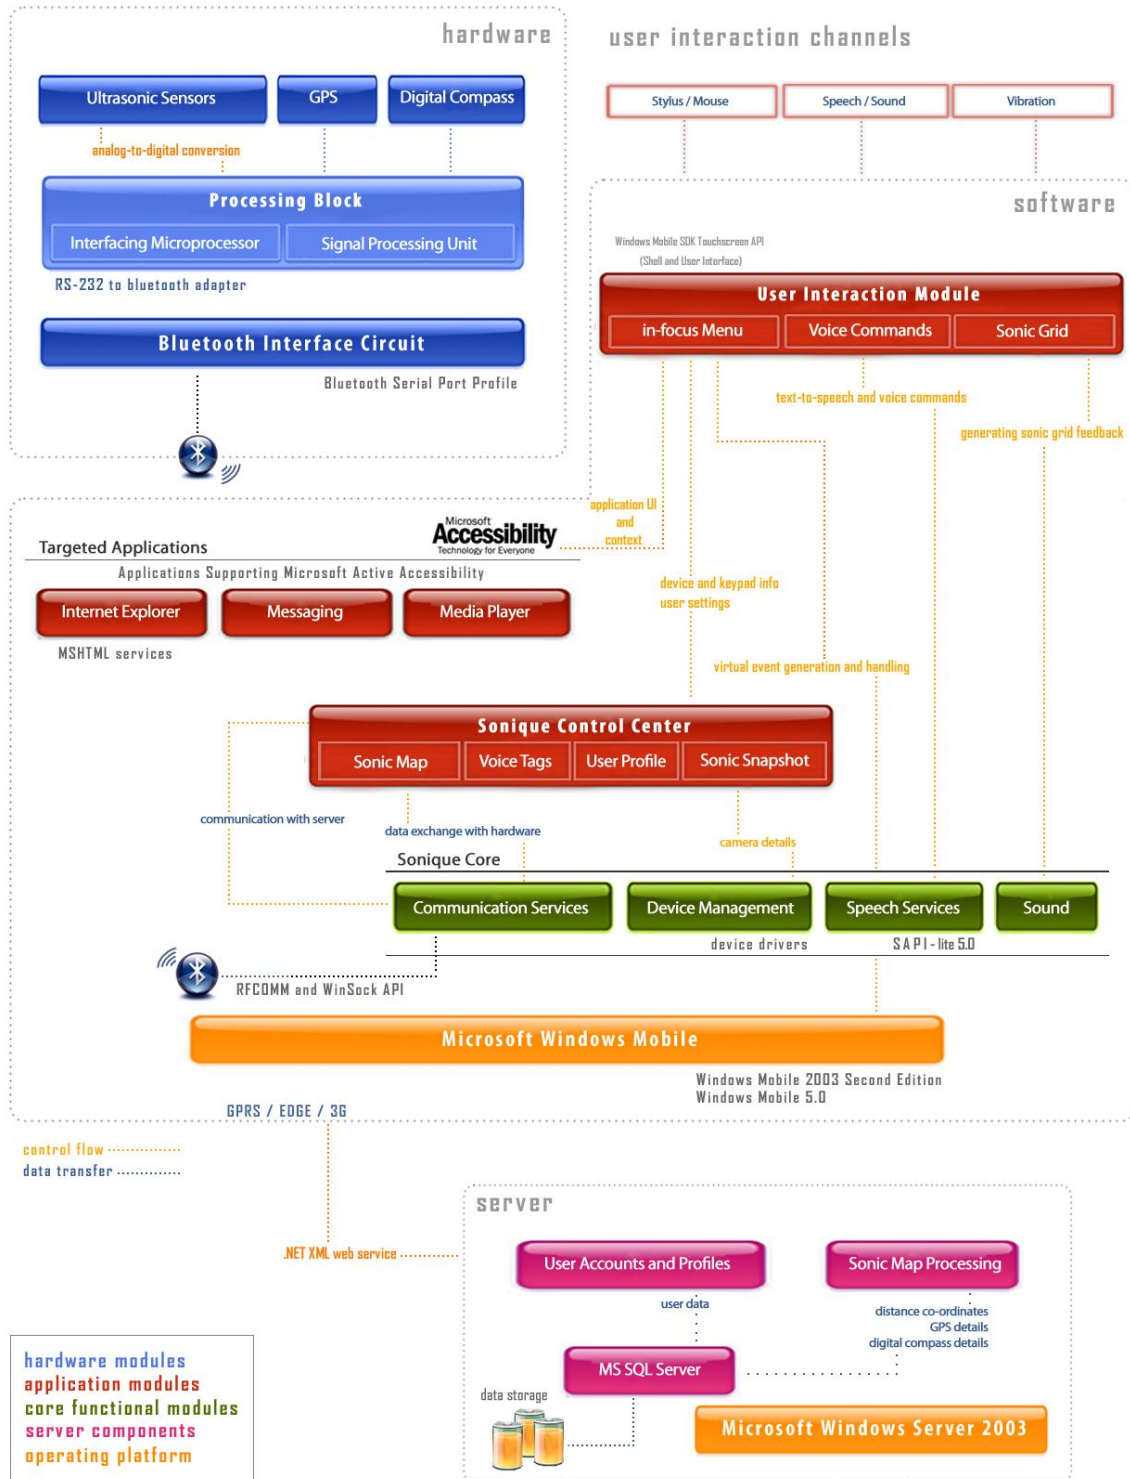 hardware
user interaction channels
Ultrasonic Sensors
GPS
Digital Compass
Stylus / Mouse
Speech / Sound
Vibration
analog-to-digital conversion
Processing Block
Interfacing Microprocessor
Signal Processing Unit
RS-232 to bluetooth adapter
software
Windows Mobile SDK Touchscreen API
(Shell and User Interface)
User Interaction Module
in-focus Menu
Voice Commands
Sonic Grid
Bluetooth Interface Circuit
Bluetooth Serial Port Profile
text-to-speech and voice commands
generating sonic grid feedback
application UI
and
context
Microsoft
Accessibility
Technology for Everyone
Targeted Applications
Applications Supporting Microsoft Active Accessibility
Internet Explorer
Messaging
Media Player
MSHTML services
device and keypad info
user settings
virtual event generation and handling
Sonique Control Center
Sonic Map
Voice Tags
User Profile
Sonic Snapshot
communication with server
data exchange with hardware
camera details
Sonique Core
Communication Services
Device Management
Speech Services
Sound
device drivers
SAPI-lite 5.0
RFCOMM and WinSock API
Microsoft Windows Mobile
Windows Mobile 2003 Second Edition
Windows Mobile 5.0
GPRS / EDGE / 3G
control flow
data transfer
server
.NET XML web service
User Accounts and Profiles
Sonic Map Processing
user data
distance co-ordinates
GPS details
digital compass details
MS SQL Server
data storage
Microsoft Windows Server 2003
hardware modules
application modules
core functional modules
server components
operating platform